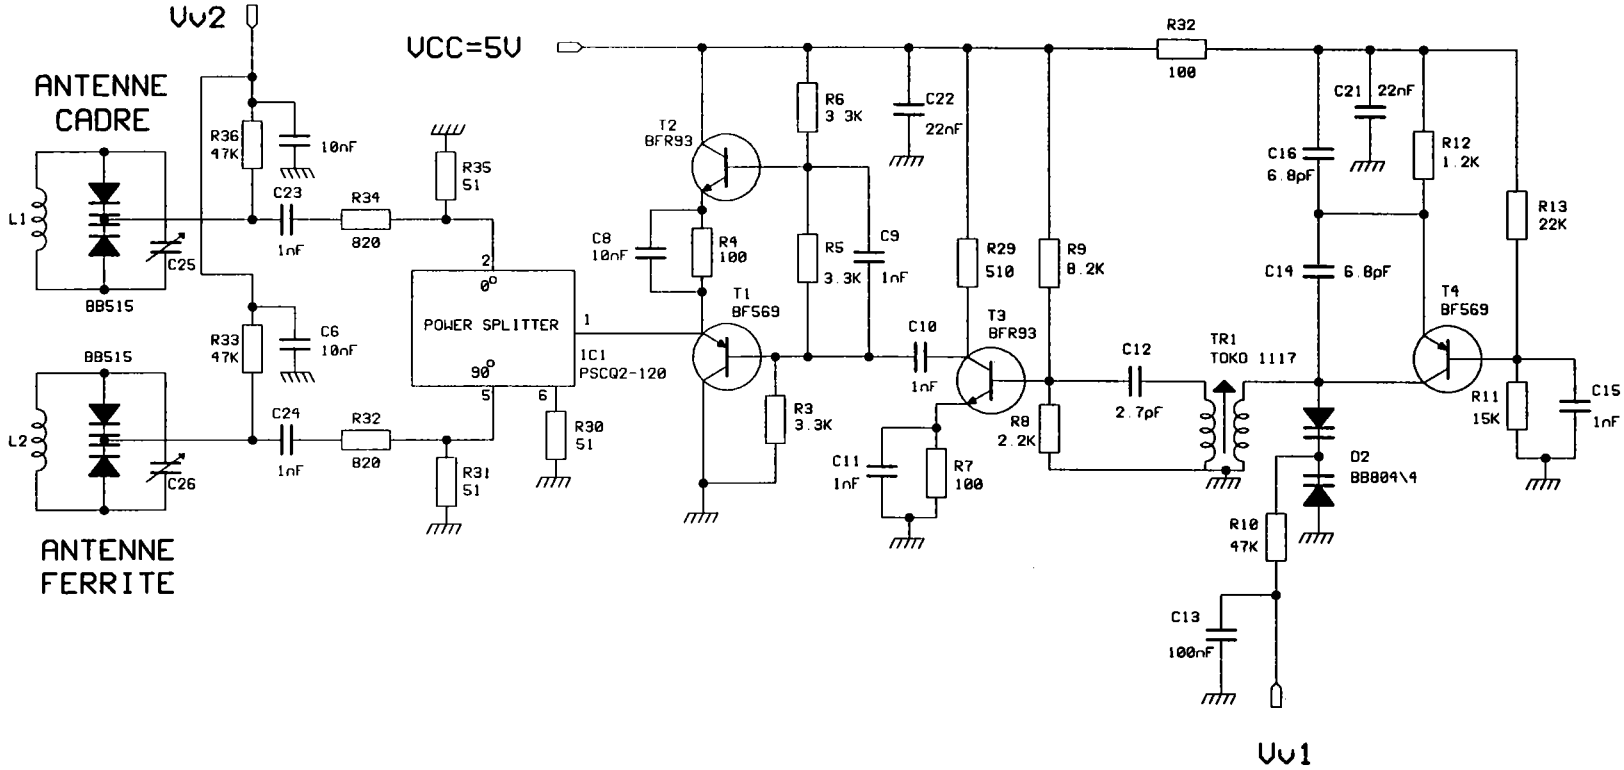 Vv2
VCC=5V
R32
100
ANTENNE
CADRE
R36
47K
10nF
L1
C25
BB515
C23
1nF
R34
820
R35
51
T2
BFR93
R6
3.3K
C22
22nF
C21
22nF
C16
6.8pF
R12
1.2K
R13
22K
C8
10nF
R4
100
R5
3.3K
C9
1nF
R29
510
R9
8.2K
C14
6.8pF
2
0°
POWER SPLITTER
1
90°
5
6
IC1
PSCQ2-120
T1
BF569
C10
1nF
T3
BFR93
C12
2.7pF
TR1
TOKO 1117
T4
BF569
R33
47K
C6
10nF
BB515
L2
C26
C24
1nF
R32
820
R31
51
R30
51
R3
3.3K
C11
1nF
R7
100
R8
2.2K
R11
15K
C15
1nF
D2
BB804\4
R10
47K
C13
100nF
ANTENNE
FERRITE
Vv1